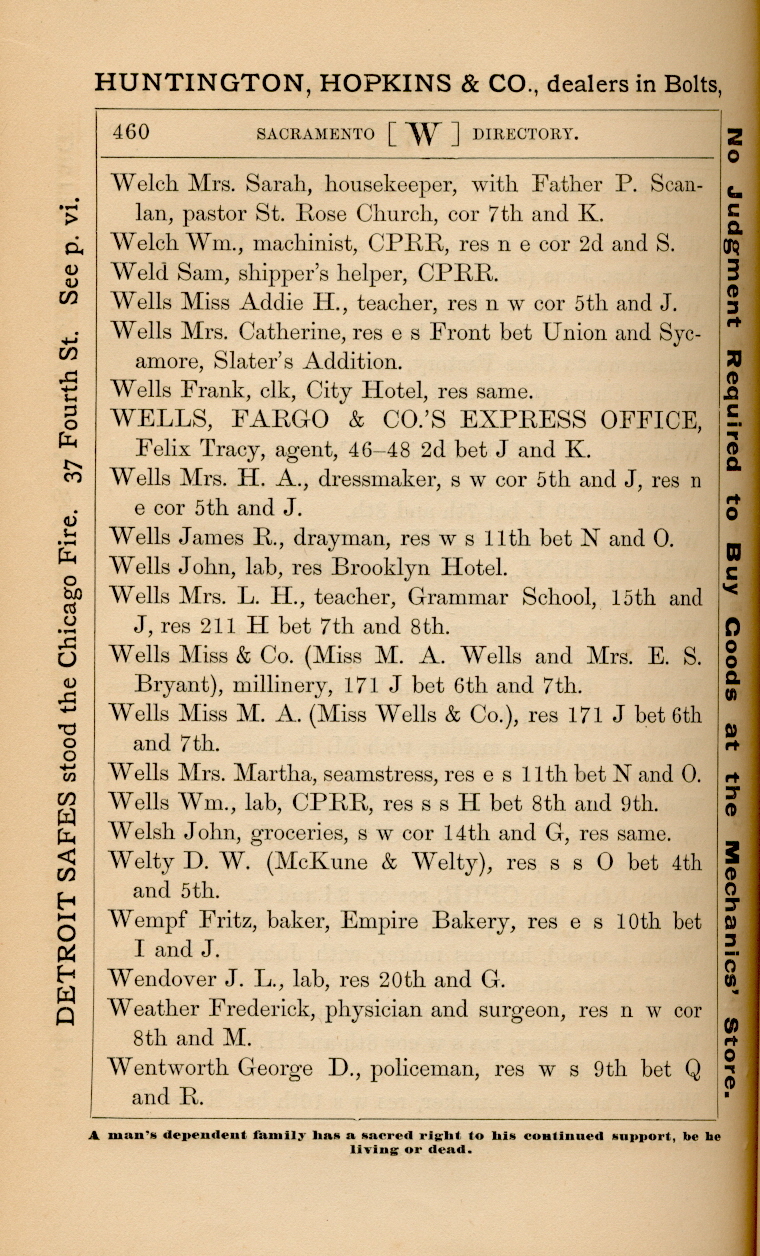 HUNTINGTON, HOPKINS & CO., dealers in Bolts,
460 SACRAMENTO [ W ] DIRECTORY.
Welch Mrs. Sarah, housekeeper, with Father P. Scan-
lan, pastor St. Rose Church, cor 7th and K.
Welch Wm., machinist, CPRR, res n e cor 2d and S.
Weld Sam, shipper's helper, CPRR.
Wells Miss Addie H., teacher, res n w cor 5th and J.
Wells Mrs. Catherine, res e s Front bet Union and Syc-
amore, Slater's Addition.
Wells Frank, clk, City Hotel, res same.
WELLS, FARGO & CO.'S EXPRESS OFFICE,
Felix Tracy, agent, 46–48 2d bet J and K.
Wells Mrs. H. A., dressmaker, s w cor 5th and J, res n
e cor 5th and J.
Wells James R., drayman, res w s 11th bet N and O.
Wells John, lab, res Brooklyn Hotel.
Wells Mrs. L. H., teacher, Grammar School, 15th and
J, res 211 H bet 7th and 8th.
Wells Miss & Co. (Miss M. A. Wells and Mrs. E. S.
Bryant), millinery, 171 J bet 6th and 7th.
Wells Miss M. A. (Miss Wells & Co.), res 171 J bet 6th
and 7th.
Wells Mrs. Martha, seamstress, res e s 11th bet N and O.
Wells Wm., lab, CPRR, res s s H bet 8th and 9th.
Welsh John, groceries, s w cor 14th and G, res same.
Welty D. W. (McKune & Welty), res s s O bet 4th
and 5th.
Wempf Fritz, baker, Empire Bakery, res e s 10th bet
I and J.
Wendover J. L., lab, res 20th and G.
Weather Frederick, physician and surgeon, res n w cor
8th and M.
Wentworth George D., policeman, res w s 9th bet Q
and R.
A man's dependent family has a sacred right to his continued support, be he
living or dead.
DETROIT SAFES stood the Chicago Fire. 37 Fourth St. See p. vi.
No Judgment Required to Buy Goods at the Mechanics' Store.